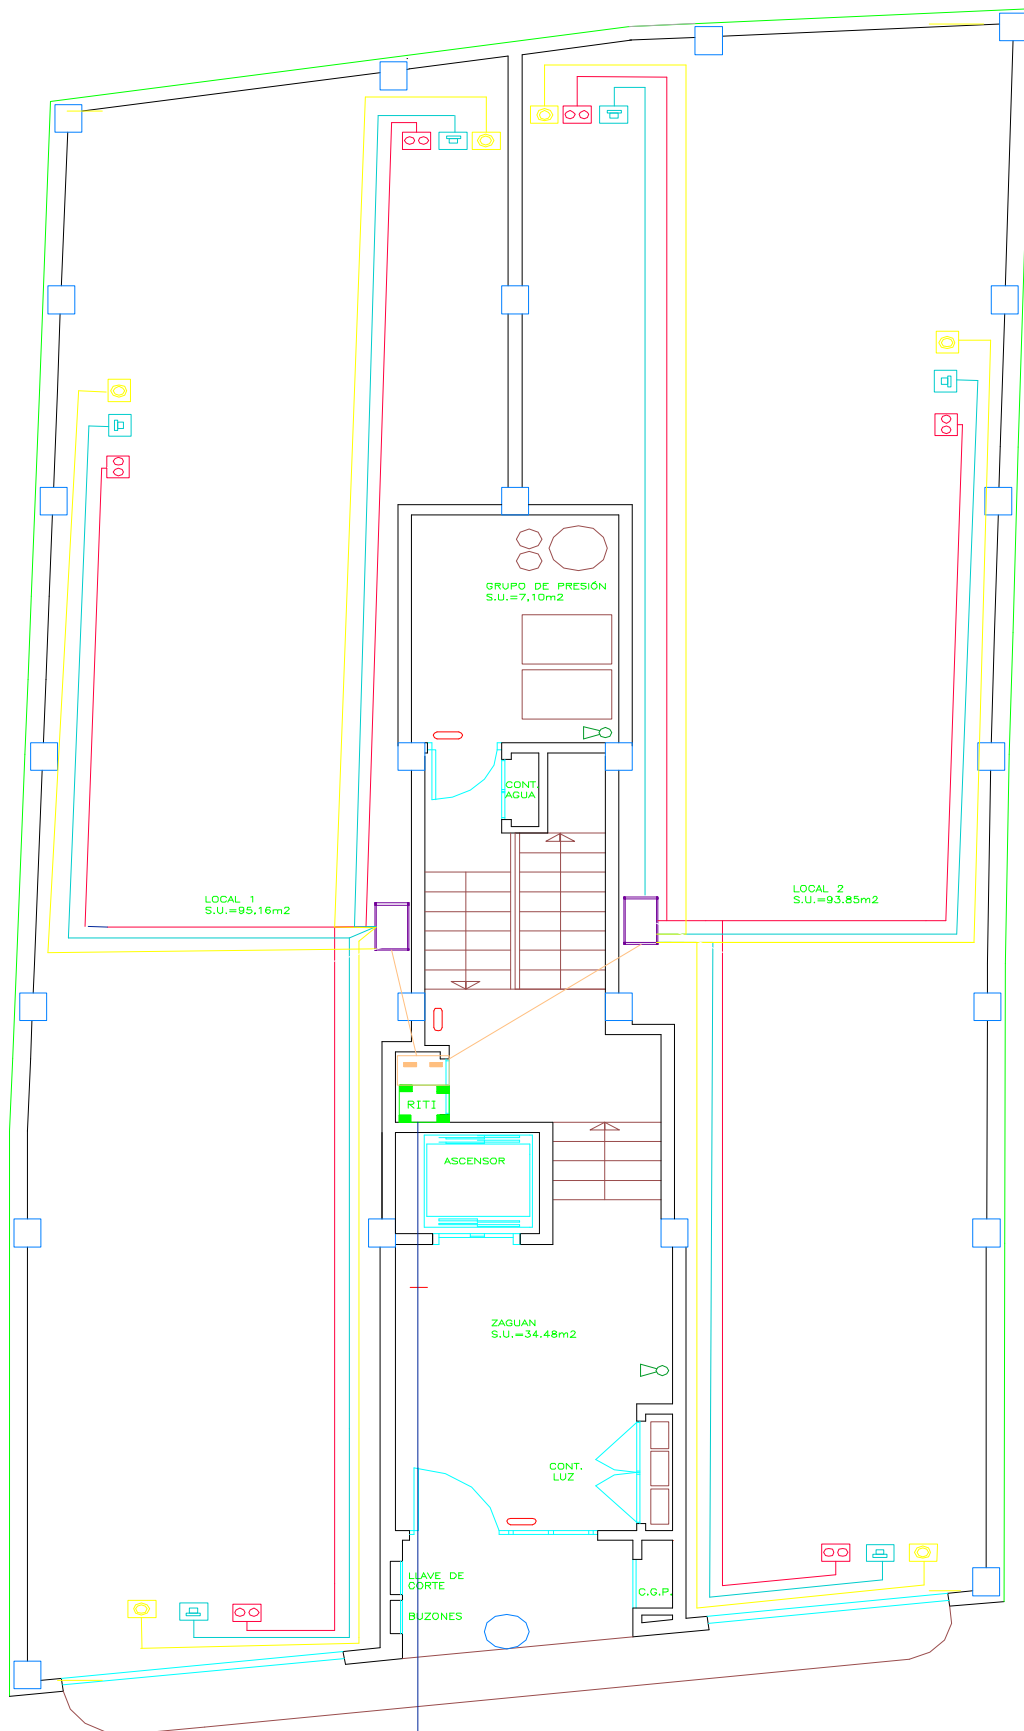 GRUPO DE PRESIÓN
S.U.=7,10m2
CONT.
AGUA
LOCAL 1
S.U.=95,16m2
LOCAL 2
S.U.=93.85m2
RITI
ASCENSOR
ZAGUAN
S.U.=34.48m2
CONT.
LUZ
LLAVE DE
CORTE
C.G.P.
BUZONES